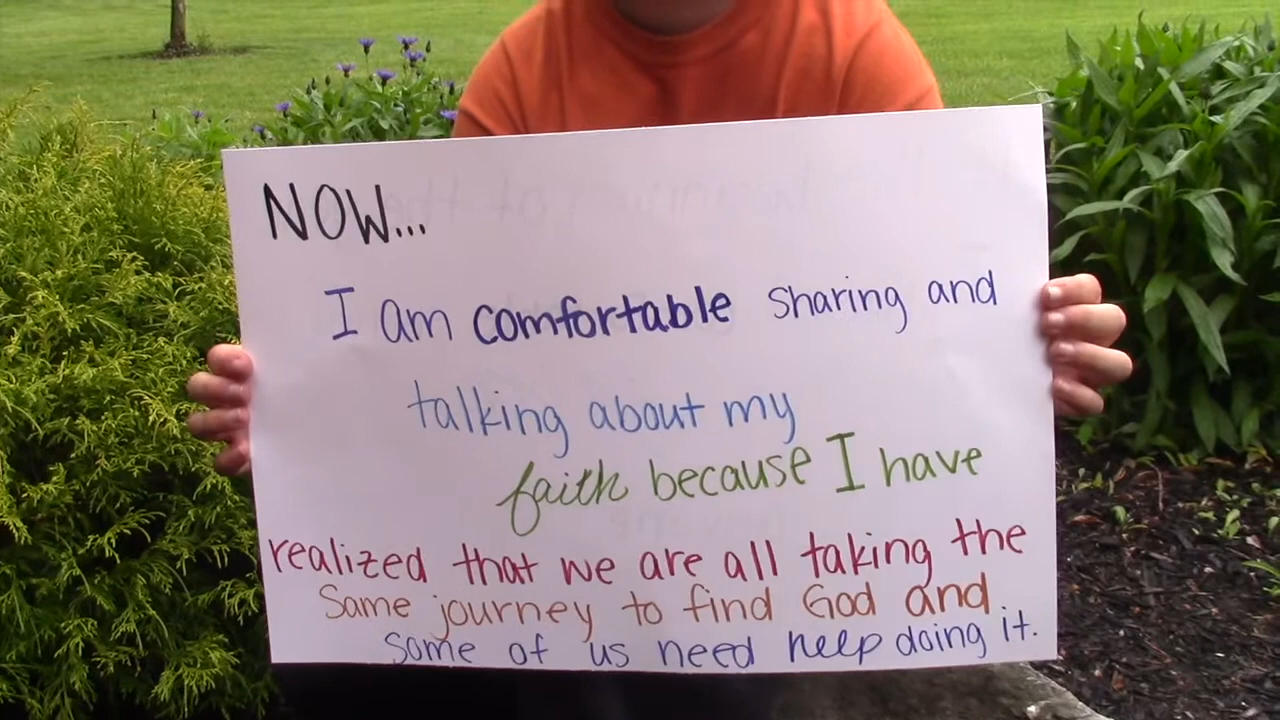 NOW...
I am comfortable sharing and
talking about my
faith because I have
realized that we are all taking the
Same journey to find God and
some of us need help doing it.